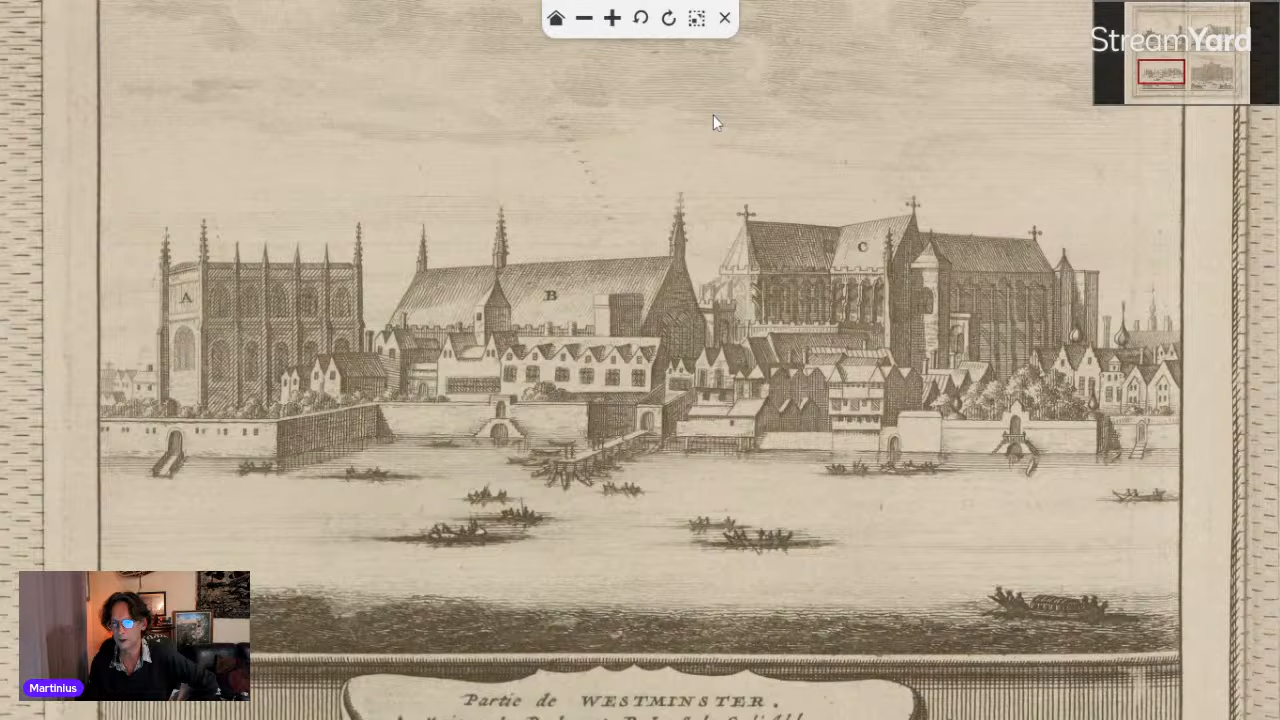 StreamYard
A
B
C
Martinius
Partie de WESTMINSTER.